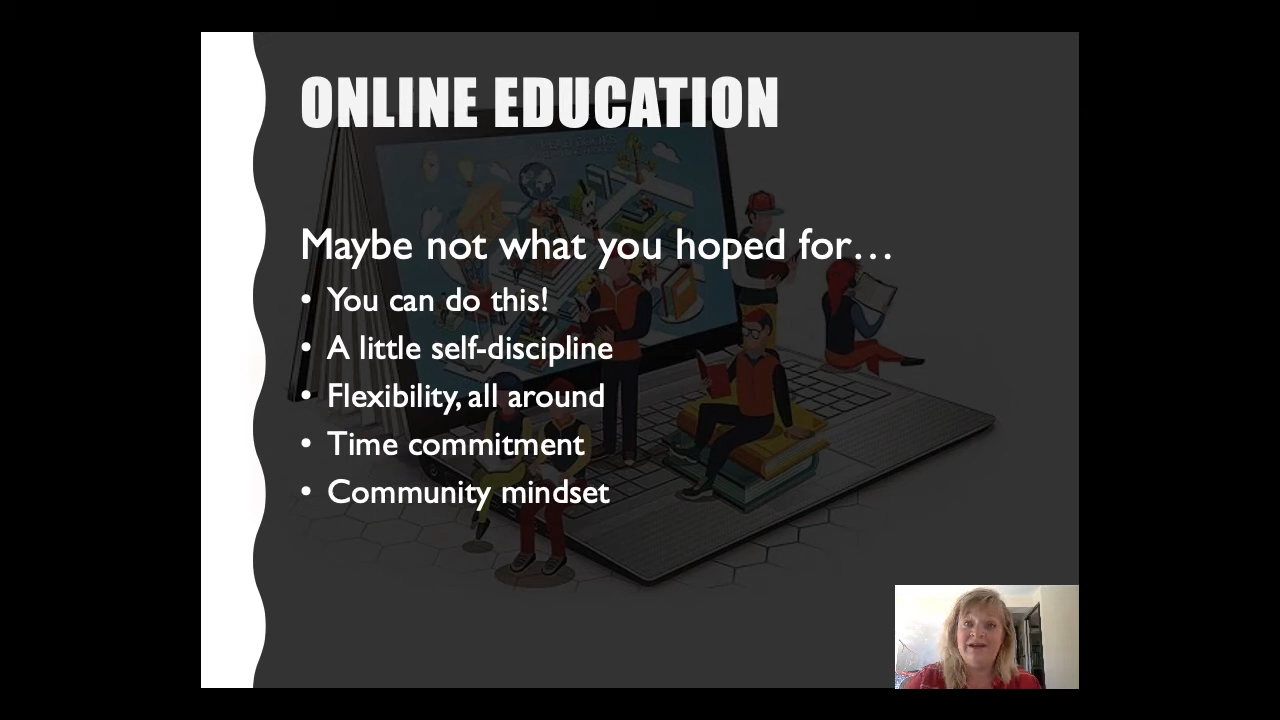 ONLINE EDUCATION
Maybe not what you hoped for…
• You can do this!
• A little self-discipline
• Flexibility, all around
• Time commitment
• Community mindset